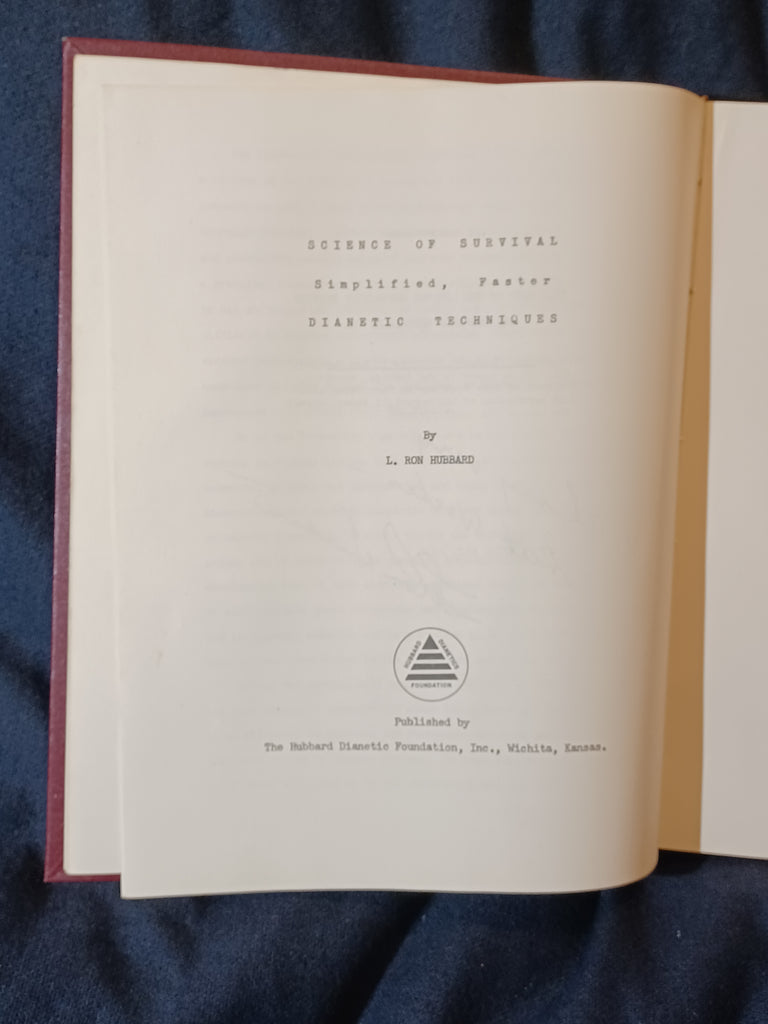 SCIENCE OF SURVIVAL
Simplified, Faster
DIANETIC TECHNIQUES
By
L. RON HUBBARD
HUBBARD DIANETICS
FOUNDATION
Published by
The Hubbard Dianetic Foundation, Inc., Wichita, Kansas.